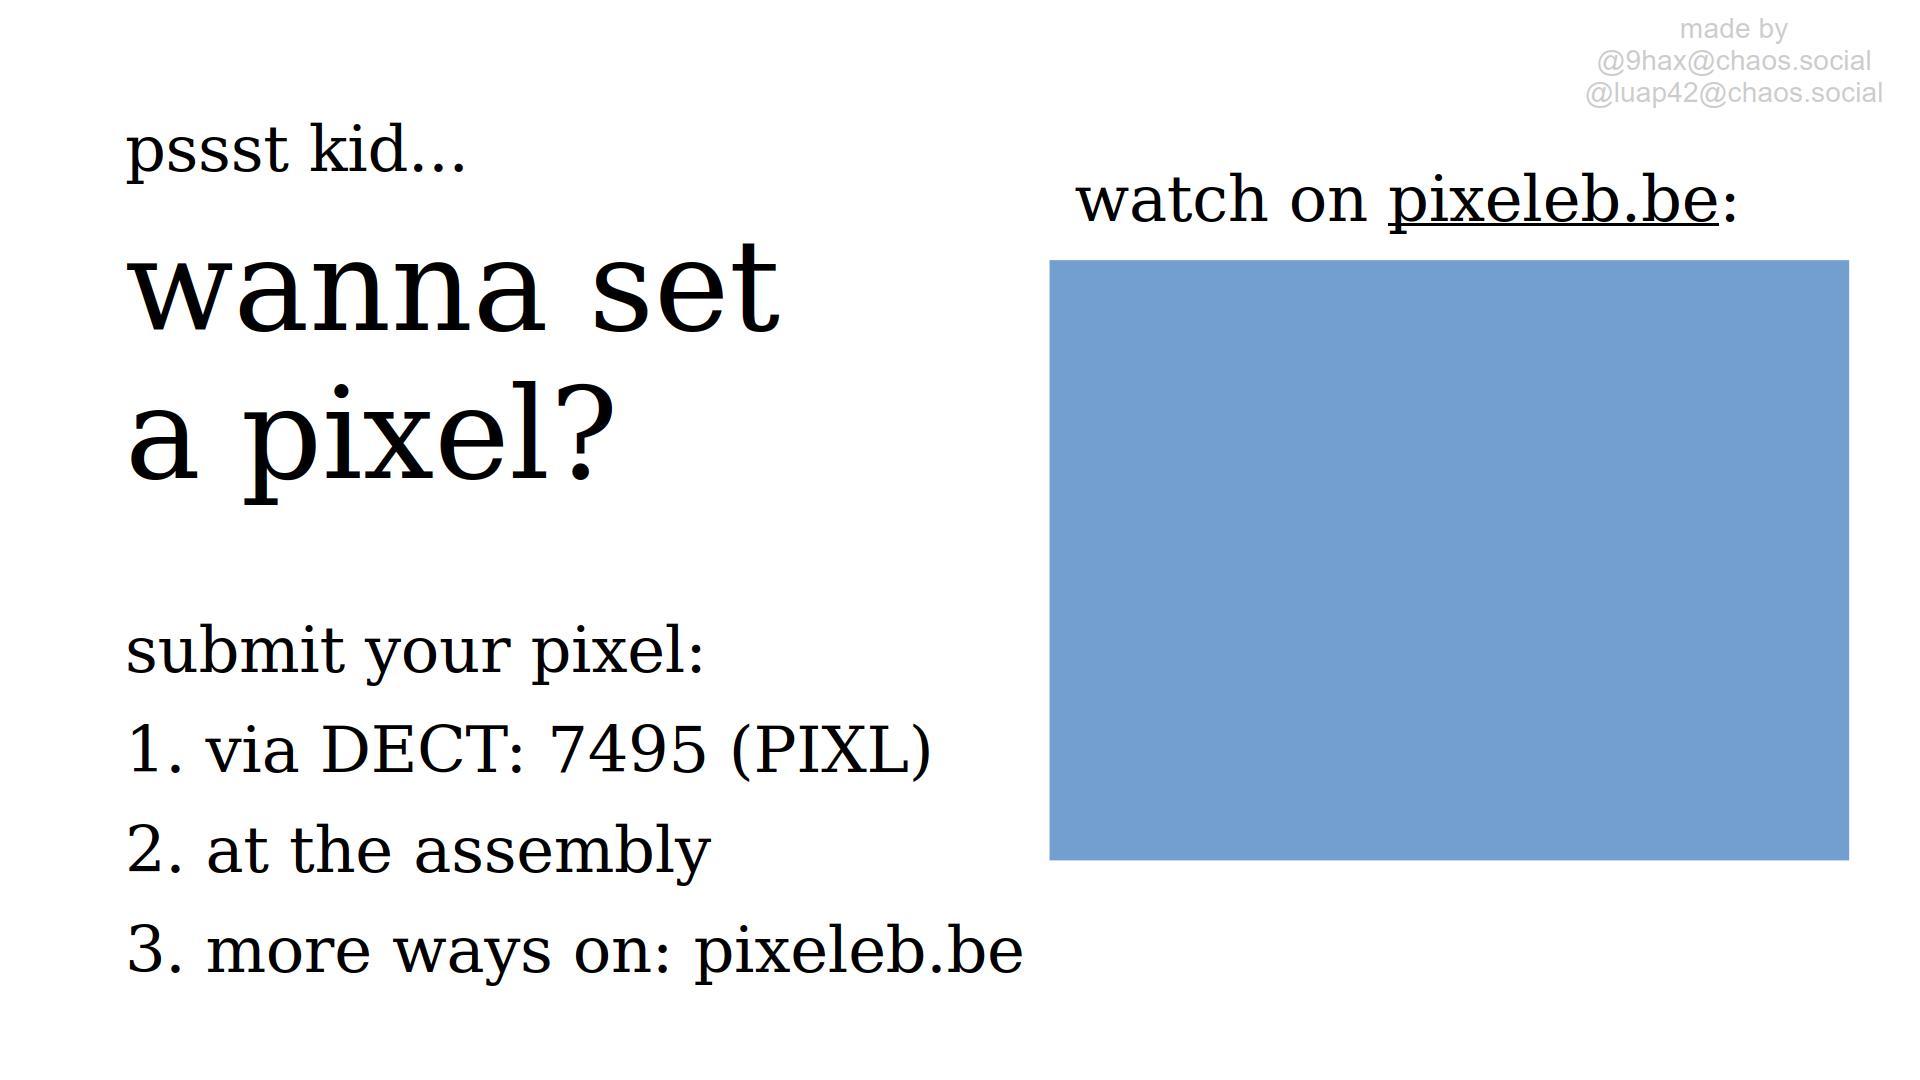 made by
@9hax@chaos.social
@luap42@chaos.social
pssst kid...
wanna set
a pixel?
submit your pixel:
1. via DECT: 7495 (PIXL)
2. at the assembly
3. more ways on: pixeleb.be
watch on pixeleb.be: